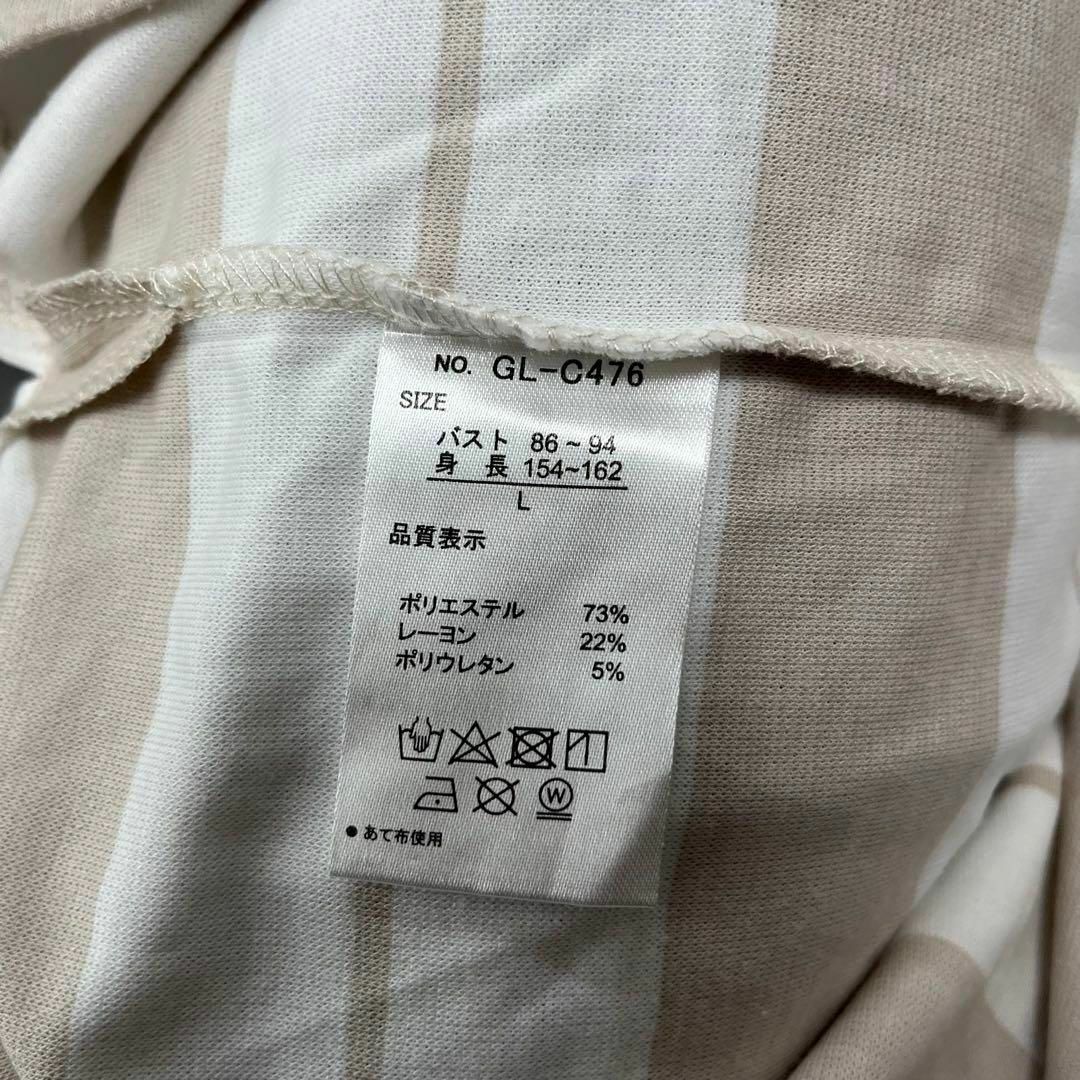 NO. GL-C476
SIZE
バスト 86~94
身 長 154~162
L
品質表示
ポリエステル 73%
レーヨン 22%
ポリウレタン 5%
W
● あて布使用